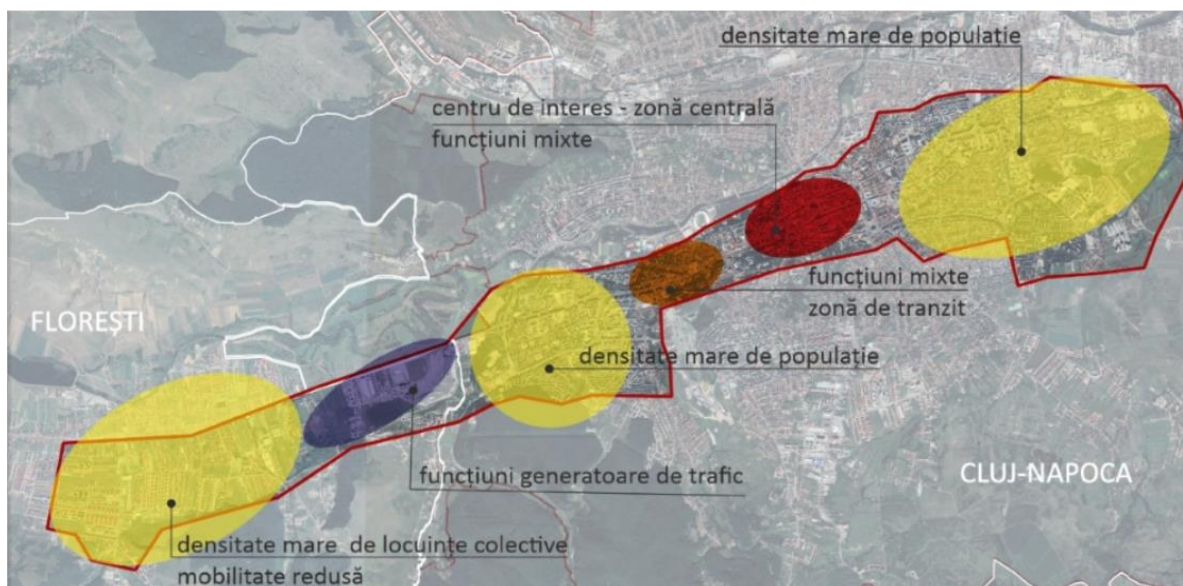 densitate mare de populație
centru de interes - zonă centrală
funcțiuni mixte
funcțiuni mixte
zonă de tranzit
FLOREȘTI
densitate mare de populație
funcțiuni generatoare de trafic
CLUJ-NAPOCA
densitate mare de locuințe colective
mobilitate redusă